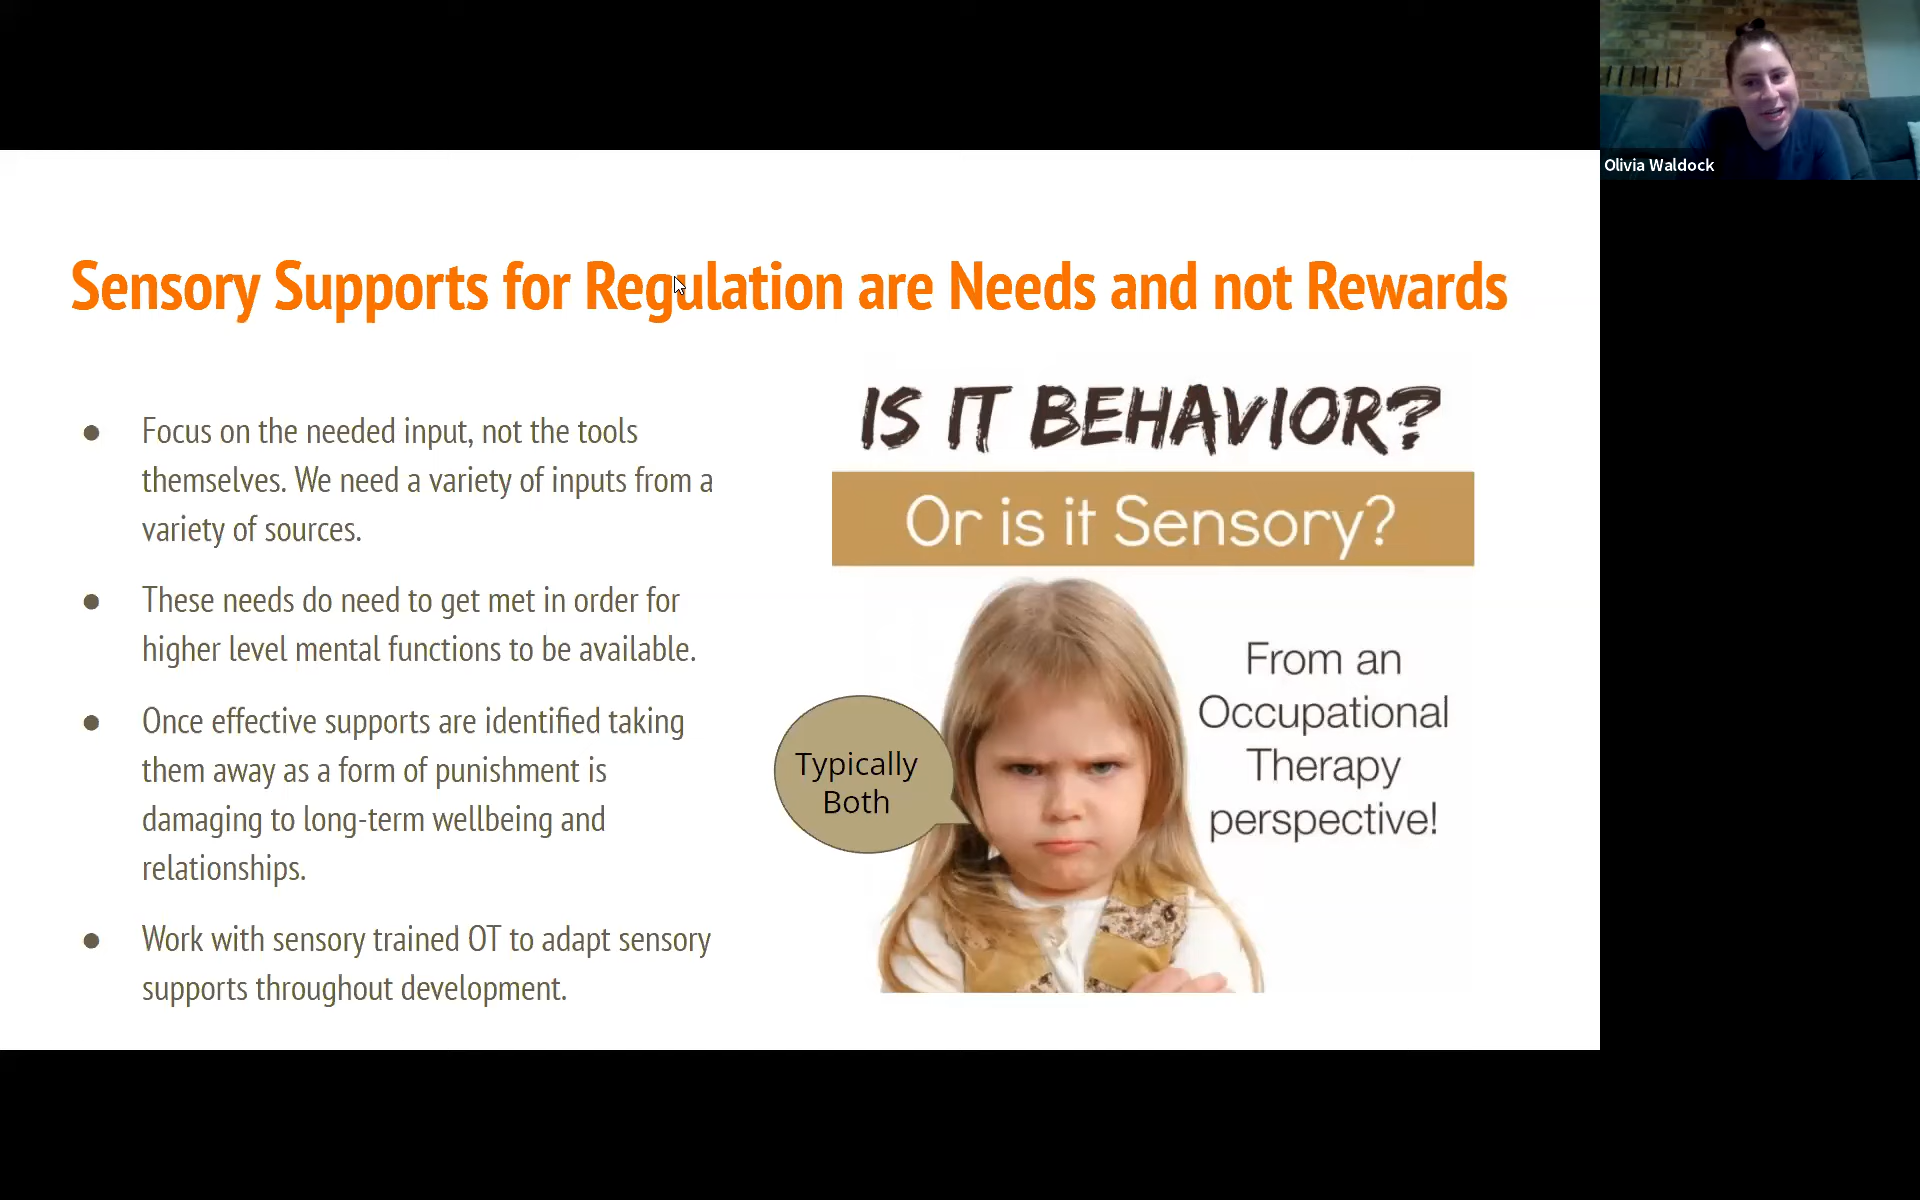 Olivia Waldock
Sensory Supports for Regulation are Needs and not Rewards
● Focus on the needed input, not the tools
themselves. We need a variety of inputs from a
variety of sources.
● These needs do need to get met in order for
higher level mental functions to be available.
● Once effective supports are identified taking
them away as a form of punishment is
damaging to long-term wellbeing and
relationships.
● Work with sensory trained OT to adapt sensory
supports throughout development.
IS IT BEHAVIOR?
Or is it Sensory?
From an
Occupational
Therapy
perspective!
Typically
Both